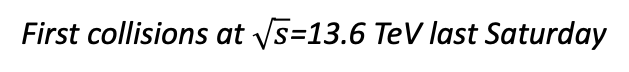 First collisions at √s=13.6 TeV last Saturday